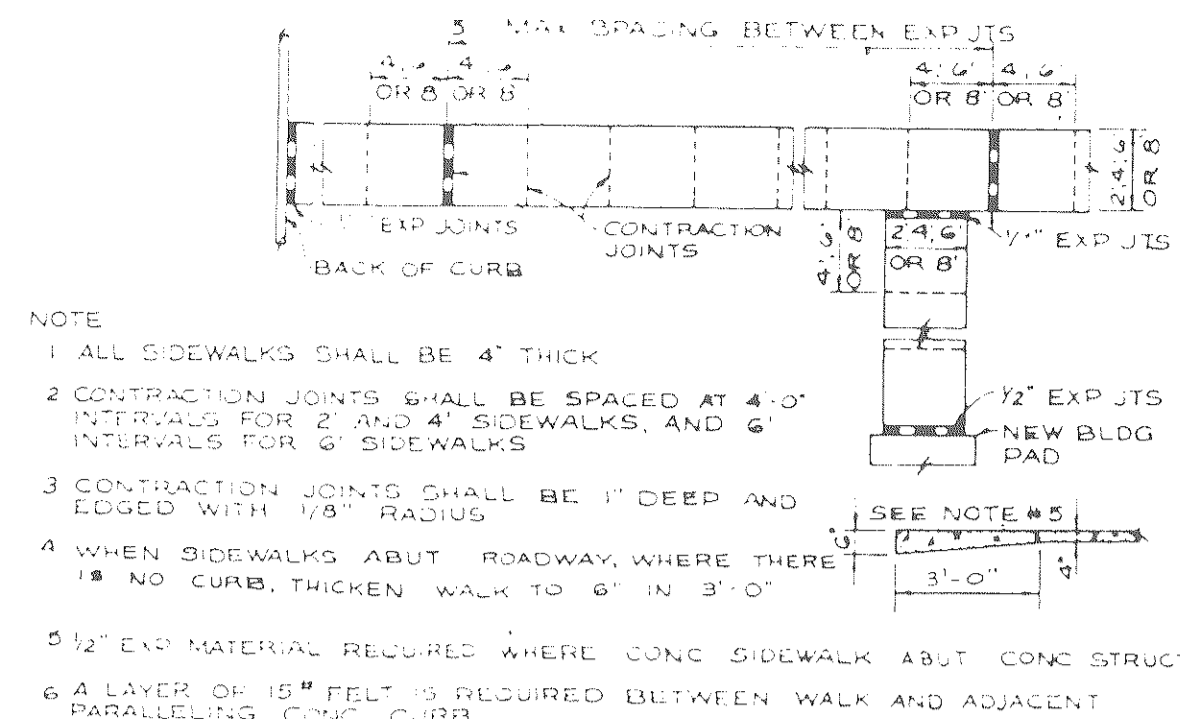 MAX SPACING BETWEEN EXP JTS
4, 6 4, 6
OR 8 OR 8
4, 6' 4, 6
OR 8' OR 8'
2' 4, 6'
OR 8
EXP JOINTS
CONTRACTION
JOINTS
BACK OF CURB
4, 6'
OR 8
2' 4, 6'
OR 8'
EXP JTS
NOTE
1 ALL SIDEWALKS SHALL BE 4" THICK
2 CONTRACTION JOINTS SHALL BE SPACED AT 4'-0"
INTERVALS FOR 2' AND 4' SIDEWALKS, AND 6'
INTERVALS FOR 6' SIDEWALKS
3 CONTRACTION JOINTS SHALL BE 1" DEEP AND
EDGED WITH 1/8" RADIUS
4 WHEN SIDEWALKS ABUT ROADWAY, WHERE THERE
IS NO CURB, THICKEN WALK TO 6" IN 3'-0"
5 1/2" EXP MATERIAL REQUIRED WHERE CONC SIDEWALK ABUT CONC STRUC
6 A LAYER OF 15# FELT IS REQUIRED BETWEEN WALK AND ADJACENT
PARALLELING CONC CURB
1/2" EXP JTS
NEW BLDG
PAD
SEE NOTE #5
6"
3'-0"
4"